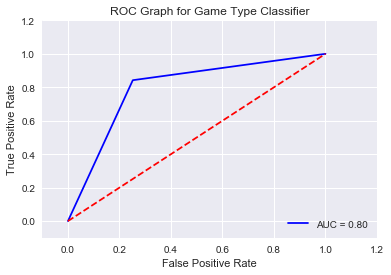 ROC Graph for Game Type Classifier
True Positive Rate
1.2
1.0
0.8
0.6
0.4
0.2
0.0
AUC = 0.80
0.0 0.2 0.4 0.6 0.8 1.0 1.2
False Positive Rate